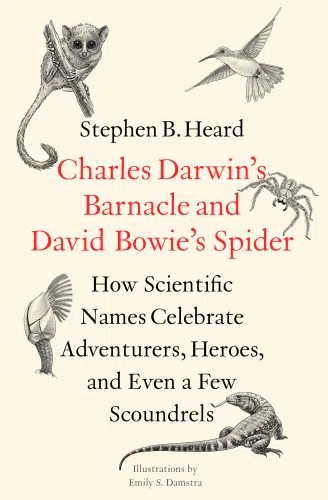 Stephen B. Heard
Charles Darwin's
Barnacle and
David Bowie's Spider
How Scientific
Names Celebrate
Adventurers, Heroes,
and Even a Few
Scoundrels
Illustrations by
Emily S. Damstra